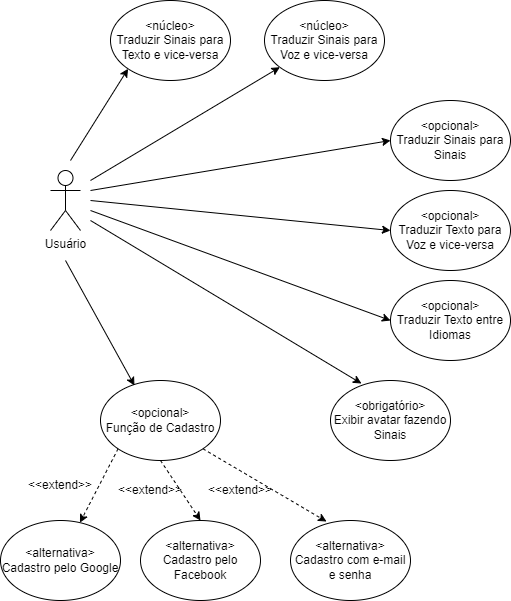 <núcleo>
Traduzir Sinais para
Texto e vice-versa
<núcleo>
Traduzir Sinais para
Voz e vice-versa
<opcional>
Traduzir Sinais para
Sinais
Usuário
<opcional>
Traduzir Texto para
Voz e vice-versa
<opcional>
Traduzir Texto entre
Idiomas
<opcional>
Função de Cadastro
<obrigatório>
Exibir avatar fazendo
Sinais
<<extend>>
<<extend>>
<<extend>>
<alternativa>
Cadastro pelo Google
<alternativa>
Cadastro pelo
Facebook
<alternativa>
Cadastro com e-mail
e senha